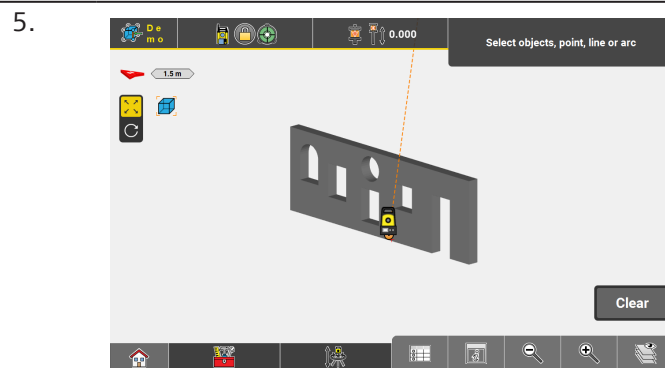 5.
De
mo
0.000
Select objects, point, line or arc
1.5 m
Clear